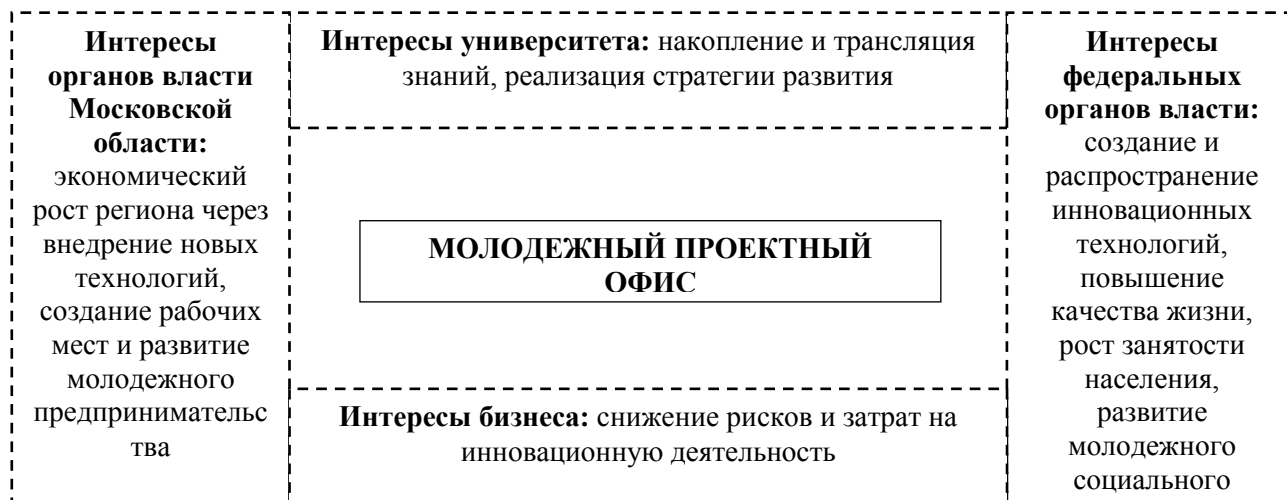 Интересы
органов власти
Московской
области:
экономический
рост региона через
внедрение новых
технологий,
создание рабочих
мест и развитие
молодежного
предпринимательс
тва
Интересы университета: накопление и трансляция
знаний, реализация стратегии развития
МОЛОДЕЖНЫЙ ПРОЕКТНЫЙ
ОФИС
Интересы бизнеса: снижение рисков и затрат на
инновационную деятельность
Интересы
федеральных
органов власти:
создание и
распространение
инновационных
технологий,
повышение
качества жизни,
рост занятости
населения,
развитие
молодежного
социального